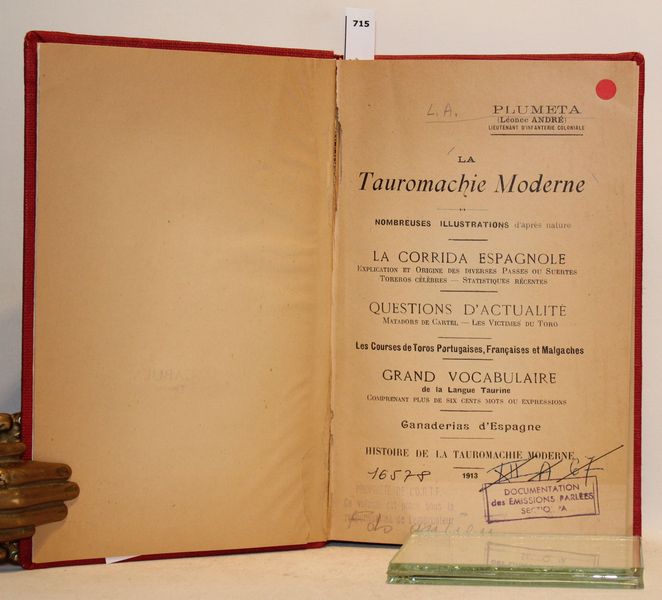 715
L.A.
PLUMETA
(Léonce ANDRÉ)
LIEUTENANT D'INFANTERIE COLONIALE
LA
Tauromachie Moderne
NOMBREUSES ILLUSTRATIONS d'après nature
LA CORRIDA ESPAGNOLE
EXPLICATION ET ORIGINE DES DIVERSES PASSES OU SUERTES
TOREROS CÉLÈBRES — STATISTIQUES RÉCENTES
QUESTIONS D'ACTUALITÉ
MATADORS DE CARTEL — LES VICTIMES DU TORO
Les Courses de Toros Portugaises, Françaises et Malgaches
GRAND VOCABULAIRE
de la Langue Taurine
COMPRENANT PLUS DE SIX CENTS MOTS OU EXPRESSIONS
Ganaderias d'Espagne
HISTOIRE DE LA TAUROMACHIE MODERNE
16578
1913
XII A 67
DOCUMENTATION
des EMISSIONS PARLÉES